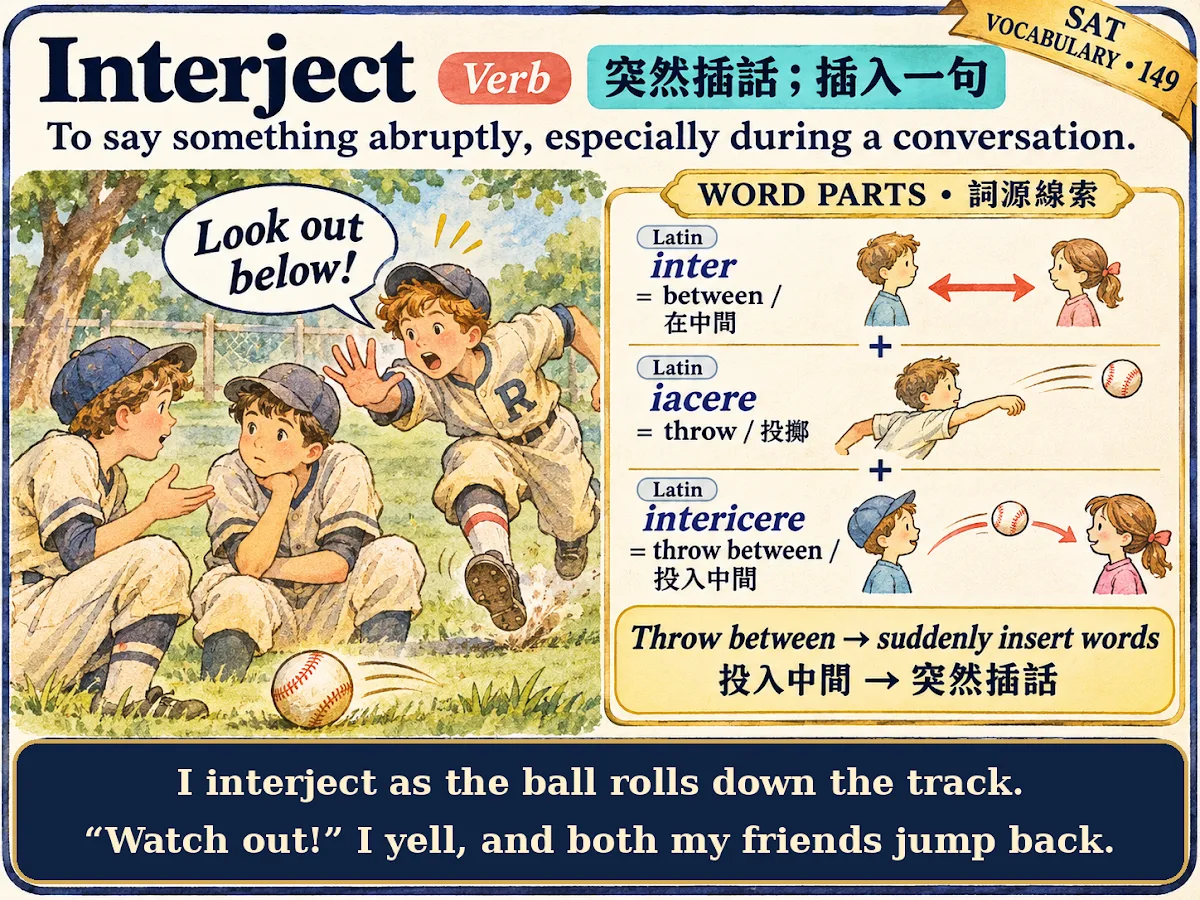 Interject
Verb
突然插話；插入一句
SAT
VOCABULARY • 149
To say something abruptly, especially during a conversation.
Look out
below!
R
WORD PARTS • 詞源線索
Latin
inter
= between /
在中間
+
Latin
iacere
= throw / 投擲
+
Latin
intericere
= throw between /
投入中間
Throw between → suddenly insert words
投入中間 → 突然插話
I interject as the ball rolls down the track.
“Watch out!” I yell, and both my friends jump back.